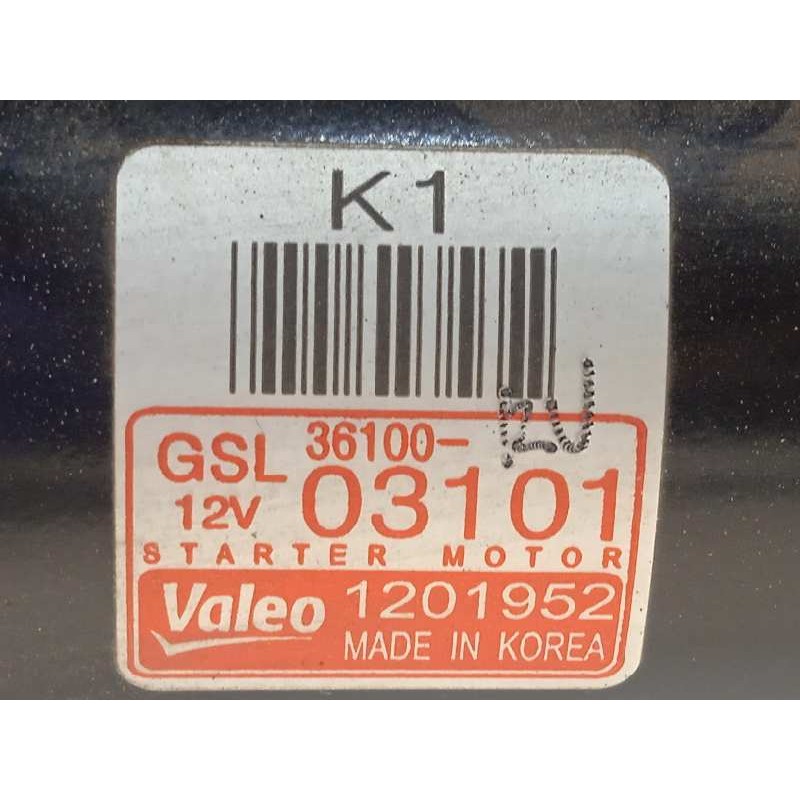 K1
GSL 36100-
12V 03101
STARTER MOTOR
Valeo 1201952
MADE IN KOREA